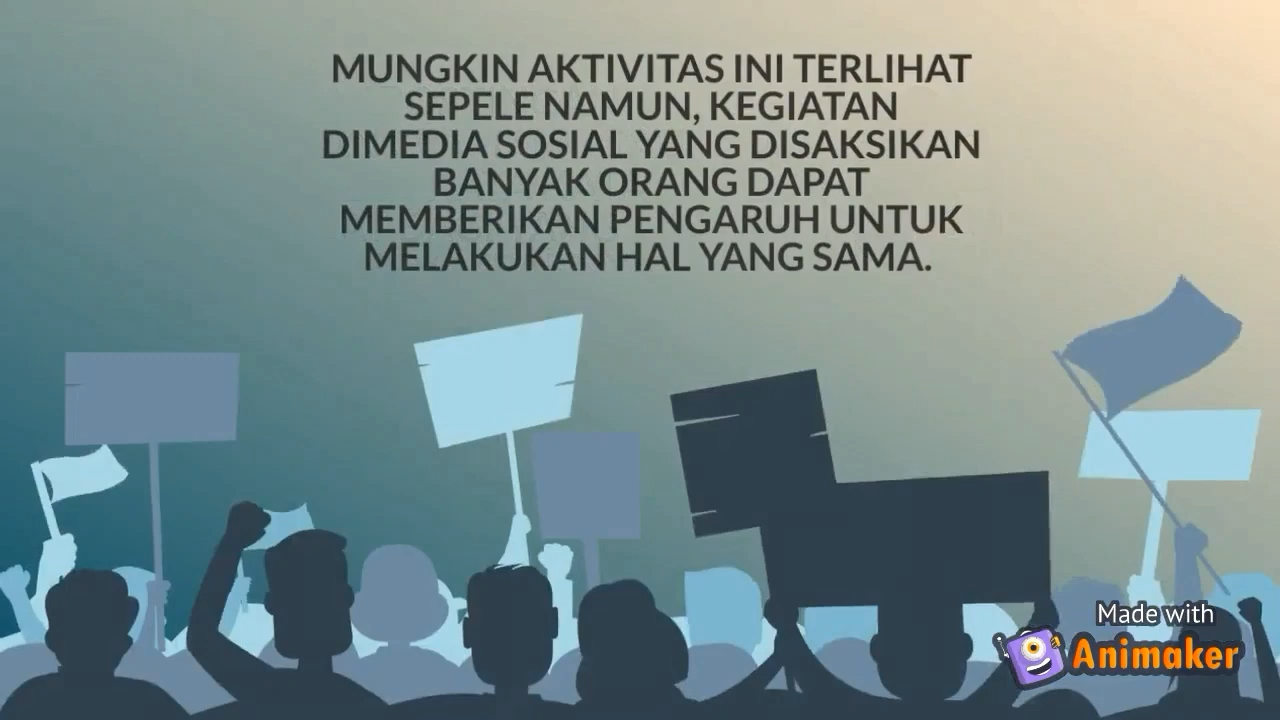 MUNGKIN AKTIVITAS INI TERLIHAT
SEPELE NAMUN, KEGIATAN
DIMEDIA SOSIAL YANG DISAKSIKAN
BANYAK ORANG DAPAT
MEMBERIKAN PENGARUH UNTUK
MELAKUKAN HAL YANG SAMA.
Made with
Animaker